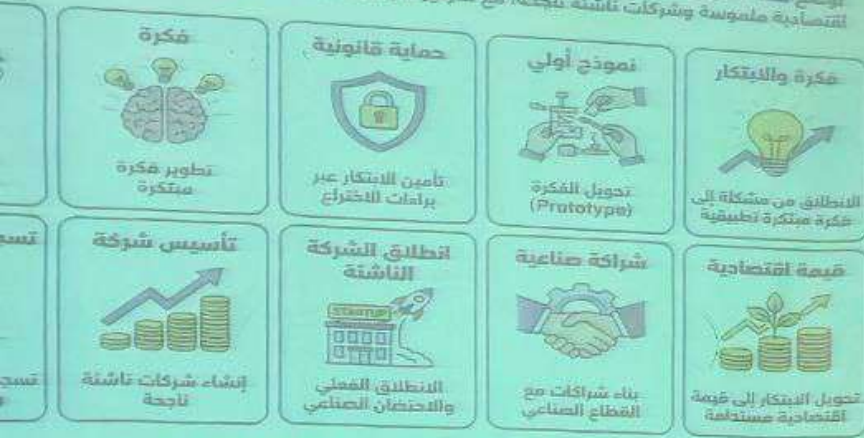 اقتصادية ملموسة وشركات ناشئة ناجحة، مع
فكرة والابتكار
الانطلاق من مشكلة إلى
فكرة مبتكرة تطبيقية
نموذج أولي
تحويل الفكرة
(Prototype)
حماية قانونية
تأمين الابتكار عبر
براءات الاختراع
فكرة
تطوير فكرة
مبتكرة
قيمة اقتصادية
تحويل الابتكار إلى قيمة
اقتصادية مستدامة
شراكة صناعية
بناء شراكات مع
القطاع الصناعي
انطلاق الشركة
الناشئة
STARTUP
الانطلاق الفعلي
والاحتضان الصناعي
تأسيس شركة
إنشاء شركات ناشئة
ناجحة